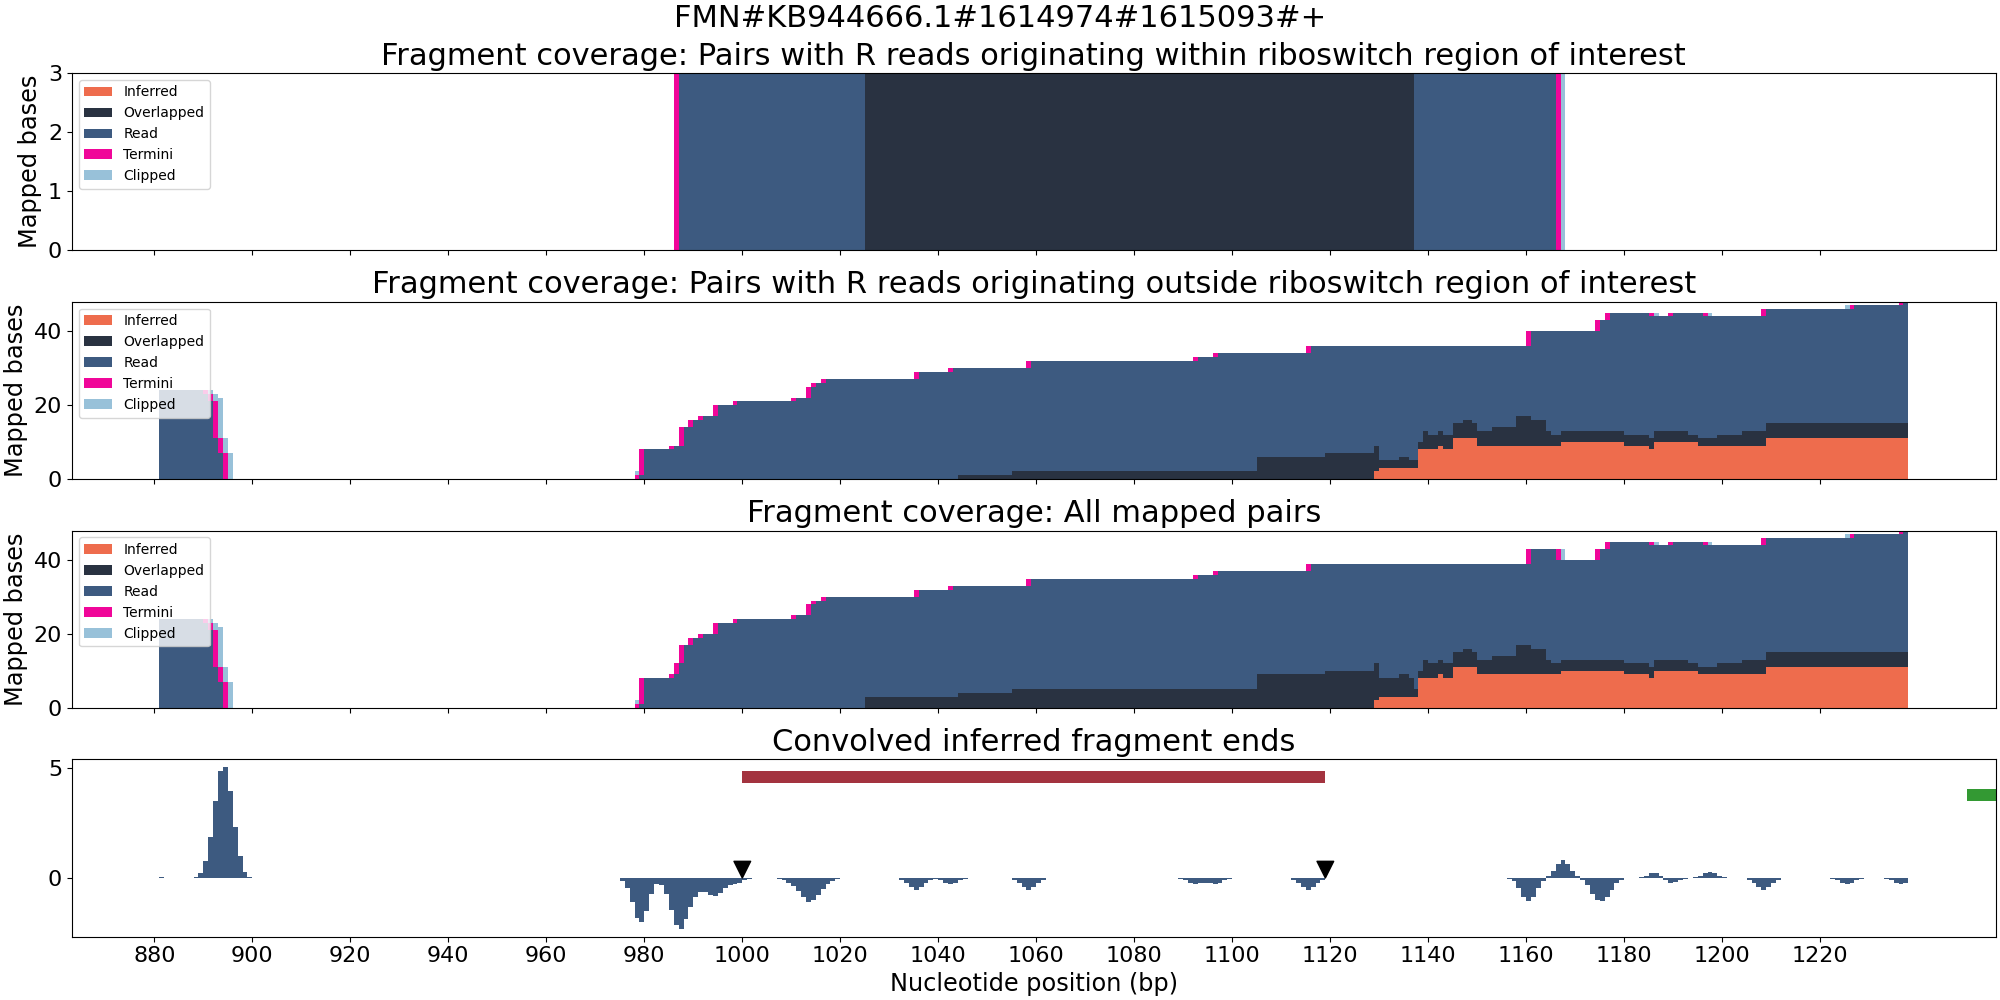 FMN#KB944666.1#1614974#1615093#+
Fragment coverage: Pairs with R reads originating within riboswitch region of interest
Mapped bases
3
2
1
0
Inferred
Overlapped
Read
Termini
Clipped
Fragment coverage: Pairs with R reads originating outside riboswitch region of interest
Mapped bases
40
20
0
Inferred
Overlapped
Read
Termini
Clipped
Fragment coverage: All mapped pairs
Mapped bases
40
20
0
Inferred
Overlapped
Read
Termini
Clipped
Convolved inferred fragment ends
5
0
880 900 920 940 960 980 1000 1020 1040 1060 1080 1100 1120 1140 1160 1180 1200 1220
Nucleotide position (bp)